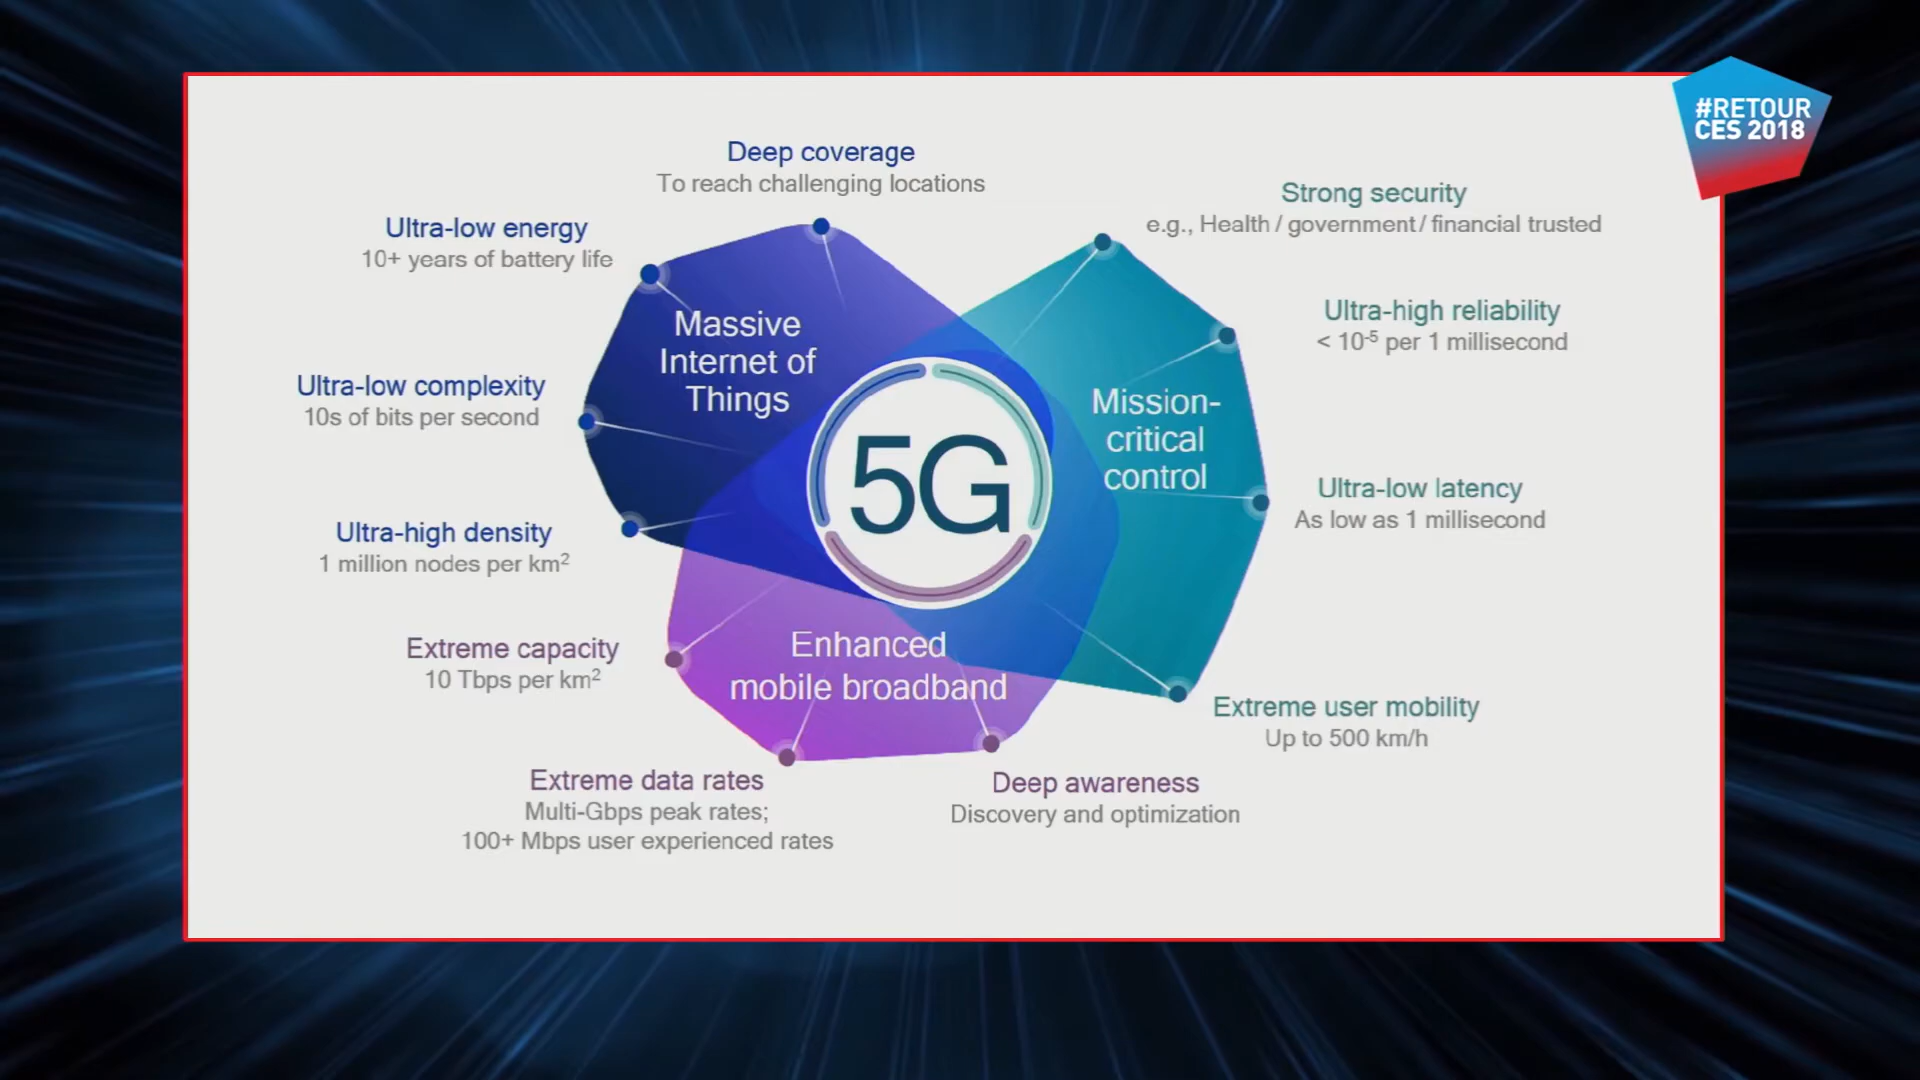 #RETOUR
CES 2018
Deep coverage
To reach challenging locations
Strong security
e.g., Health / government / financial trusted
Ultra-low energy
10+ years of battery life
Ultra-high reliability
< 10⁻⁵ per 1 millisecond
Massive
Internet of
Things
Mission-
critical
control
Ultra-low complexity
10s of bits per second
5G
Ultra-low latency
As low as 1 millisecond
Ultra-high density
1 million nodes per km²
Extreme capacity
10 Tbps per km²
Enhanced
mobile broadband
Extreme user mobility
Up to 500 km/h
Extreme data rates
Multi-Gbps peak rates;
100+ Mbps user experienced rates
Deep awareness
Discovery and optimization